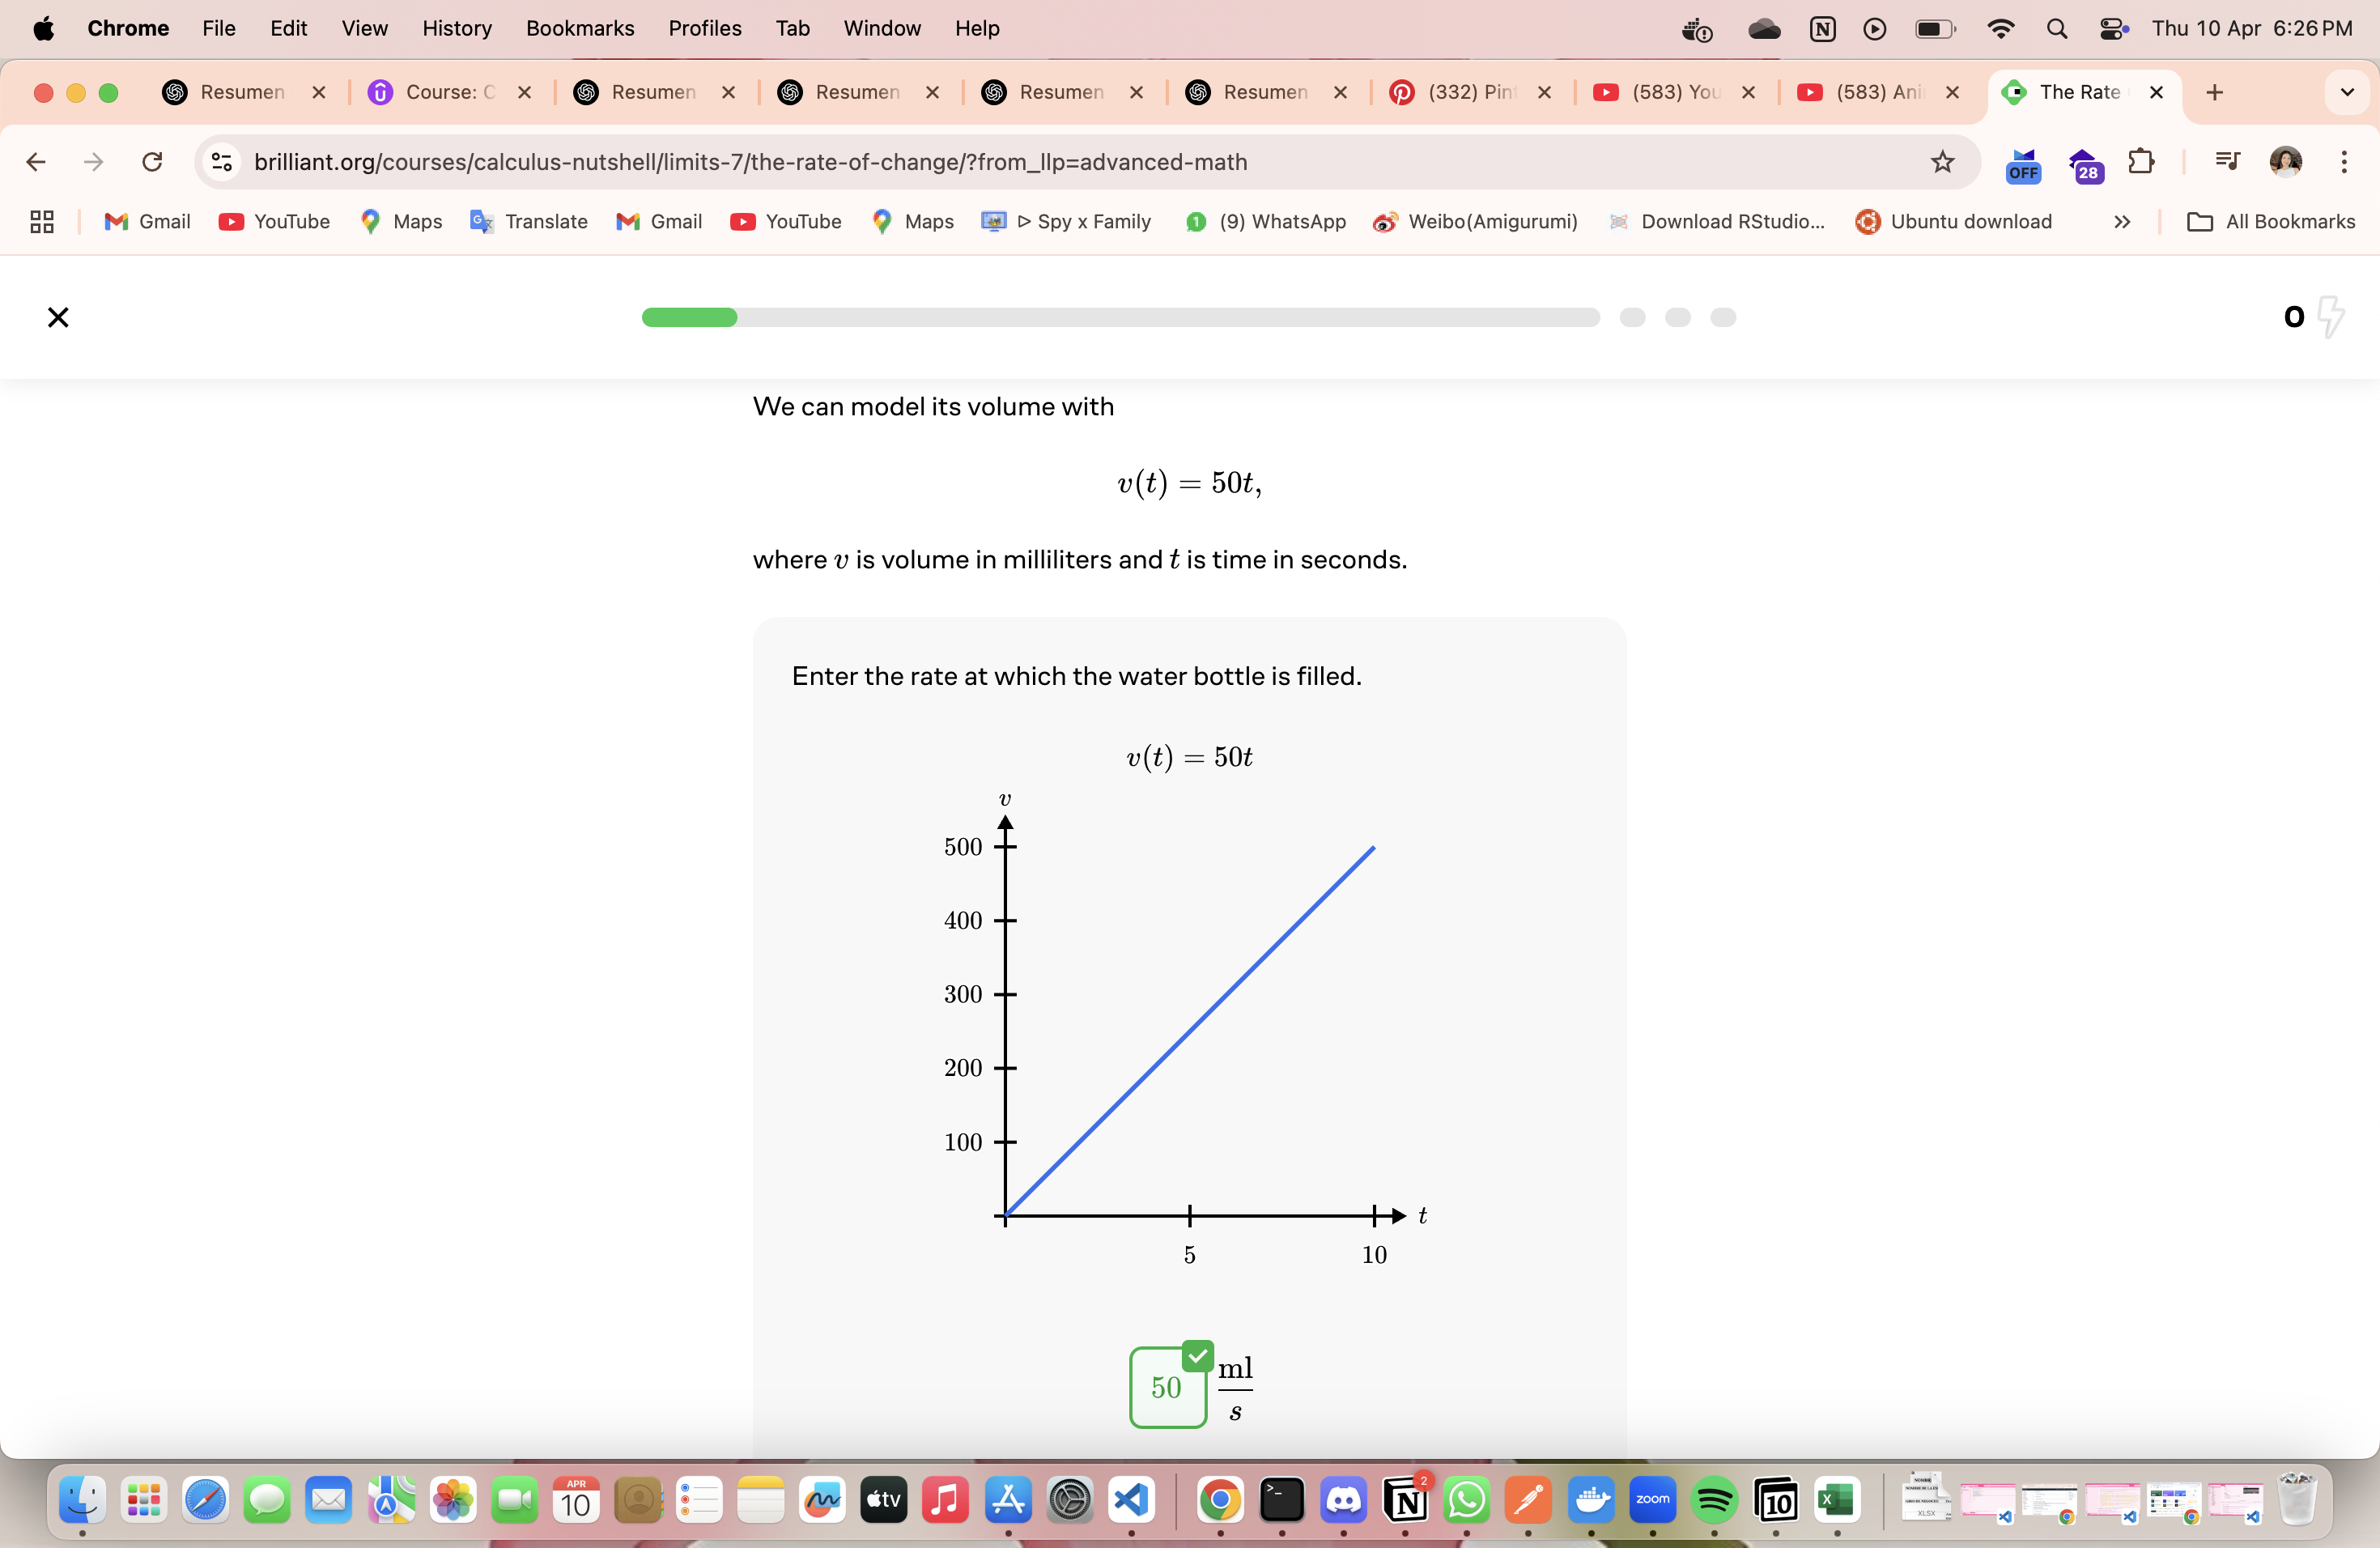 Chrome File Edit View History Bookmarks Profiles Tab Window Help Thu 10 Apr 6:26 PM
Resumen Course: C Resumen Resumen Resumen Resumen (332) Pin (583) You (583) Ani The Rate
brilliant.org/courses/calculus-nutshell/limits-7/the-rate-of-change/?from_llp=advanced-math OFF 28
Gmail YouTube Maps Translate Gmail YouTube Maps Spy x Family (9) WhatsApp Weibo(Amigurumi) Download RStudio... Ubuntu download All Bookmarks
0
We can model its volume with
v(t) = 50t,
where v is volume in milliliters and t is time in seconds.
Enter the rate at which the water bottle is filled.
v(t) = 50t
v
500
400
300
200
100
t
5 10
50 ml
s
APR
10 tv 2 zoom 10 XLSX